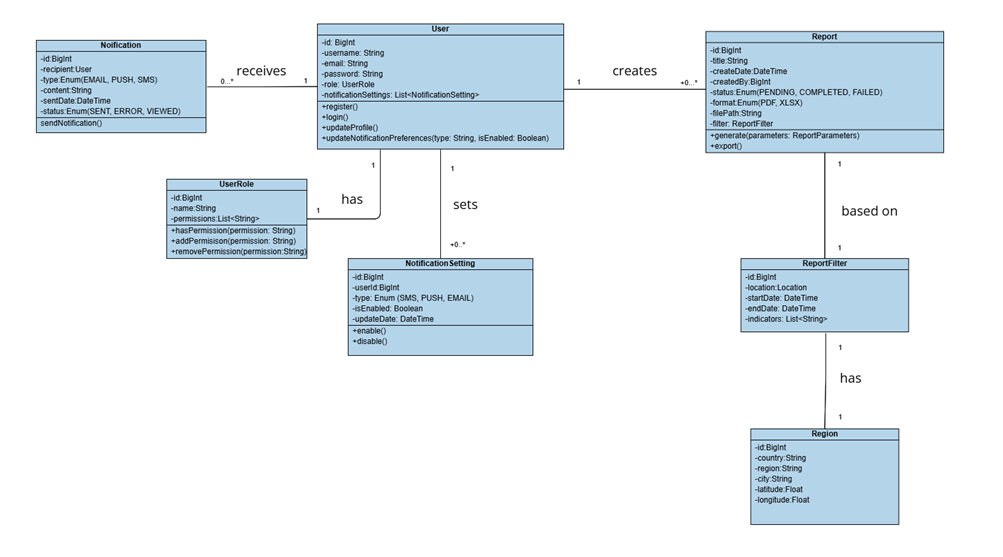 Noification
-id:BigInt
-recipient:User
-type:Enum(EMAIL, PUSH, SMS)
-content:String
-sentDate:DateTime
-status:Enum(SENT, ERROR, VIEWED)
sendNotification()
receives
0...*
1
User
-id: BigInt
-username: String
-email: String
-password: String
-role: UserRole
-notificationSettings: List<NotificationSetting>
+register()
+login()
+updateProfile()
+updateNotificationPreferences(type: String, isEnabled: Boolean)
creates
1
+0...*
Report
-id:BigInt
-title:String
-createDate:DateTime
-createdBy:BigInt
-status:Enum(PENDING, COMPLETED, FAILED)
-format:Enum(PDF, XLSX)
-filePath:String
-filter: ReportFilter
+generate(parameters: ReportParameters)
+export()
1
has
1
UserRole
-id:BigInt
-name:String
-permissions:List<String>
+hasPermission(permission: String)
+addPermisison(permission: String)
+removePermission(permission:String)
1
sets
+0..*
NotificationSetting
-id:BigInt
-userId:BigInt
-type: Enum (SMS, PUSH, EMAIL)
-isEnabled: Boolean
-updateDate: DateTime
+enable()
+disable()
1
based on
1
ReportFilter
-id:BigInt
-location:Location
-startDate: DateTime
-endDate: DateTime
-indicators: List<String>
1
has
1
Region
-id:BigInt
-country:String
-region:String
-city:String
-latitude:Float
-longitude:Float